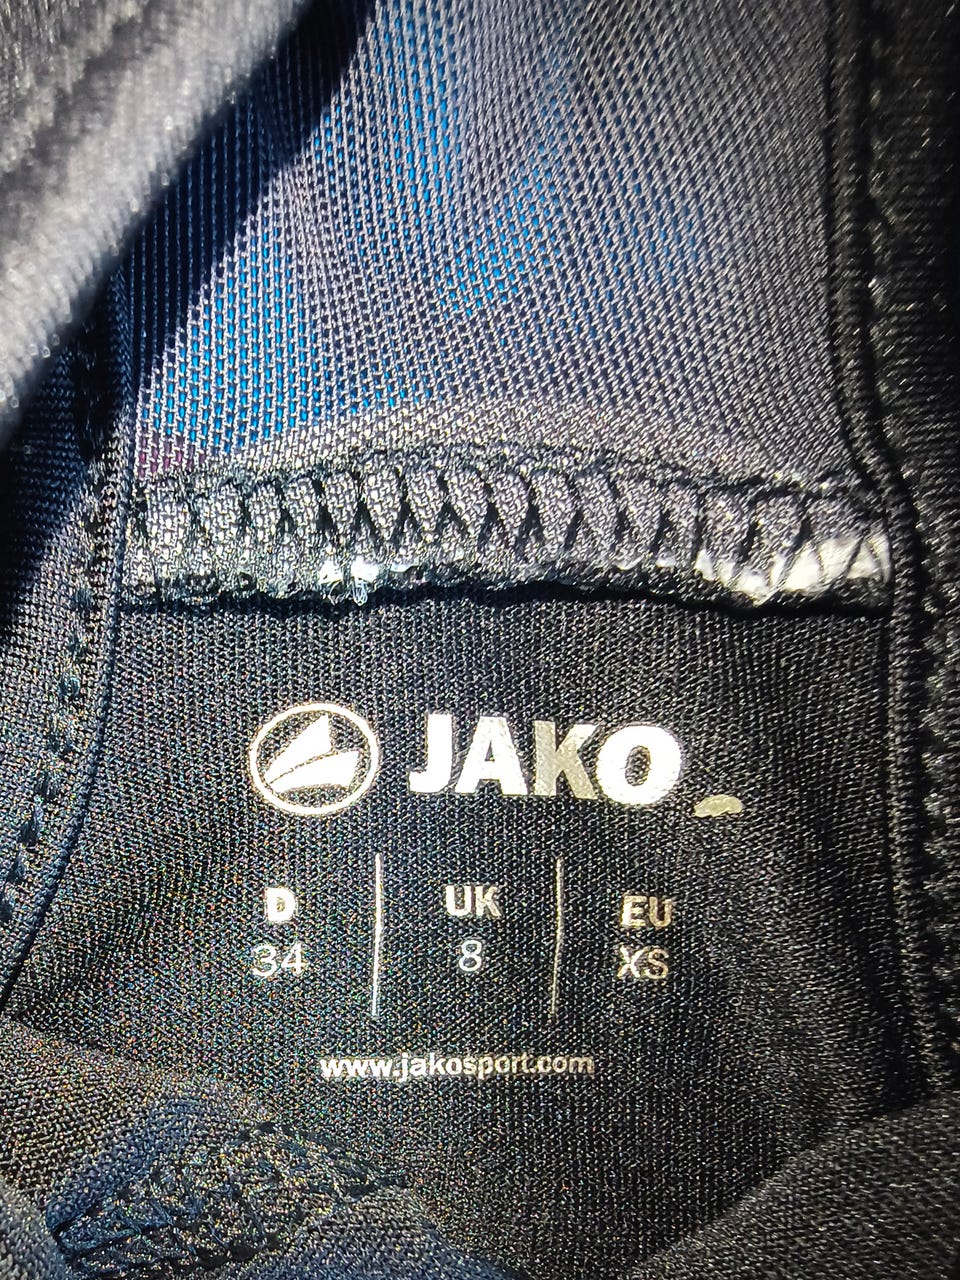 JAKO
D UK EU
34 8 XS
www.jakosport.com